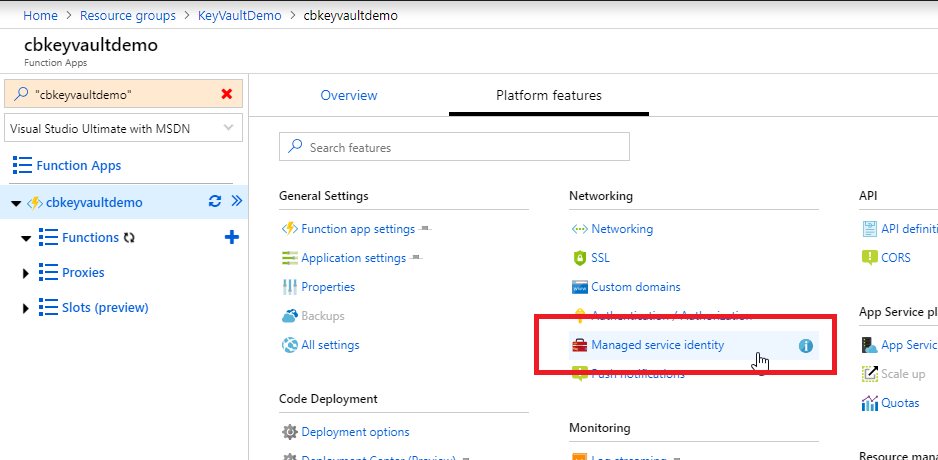 Home > Resource groups > KeyVaultDemo > cbkeyvaultdemo
cbkeyvaultdemo
Function Apps
"cbkeyvaultdemo"
Visual Studio Ultimate with MSDN
Function Apps
cbkeyvaultdemo
Functions
Proxies
Slots (preview)
Overview
Platform features
Search features
General Settings
Function app settings
Application settings
Properties
Backups
All settings
Code Deployment
Deployment options
Deployment Center (Preview)
Networking
Networking
SSL
Custom domains
Authentication / Authorization
Managed service identity
Push notifications
Monitoring
Log streaming
API
API definiti
CORS
App Service pl
App Servic
Scale up
Quotas
Resource mana